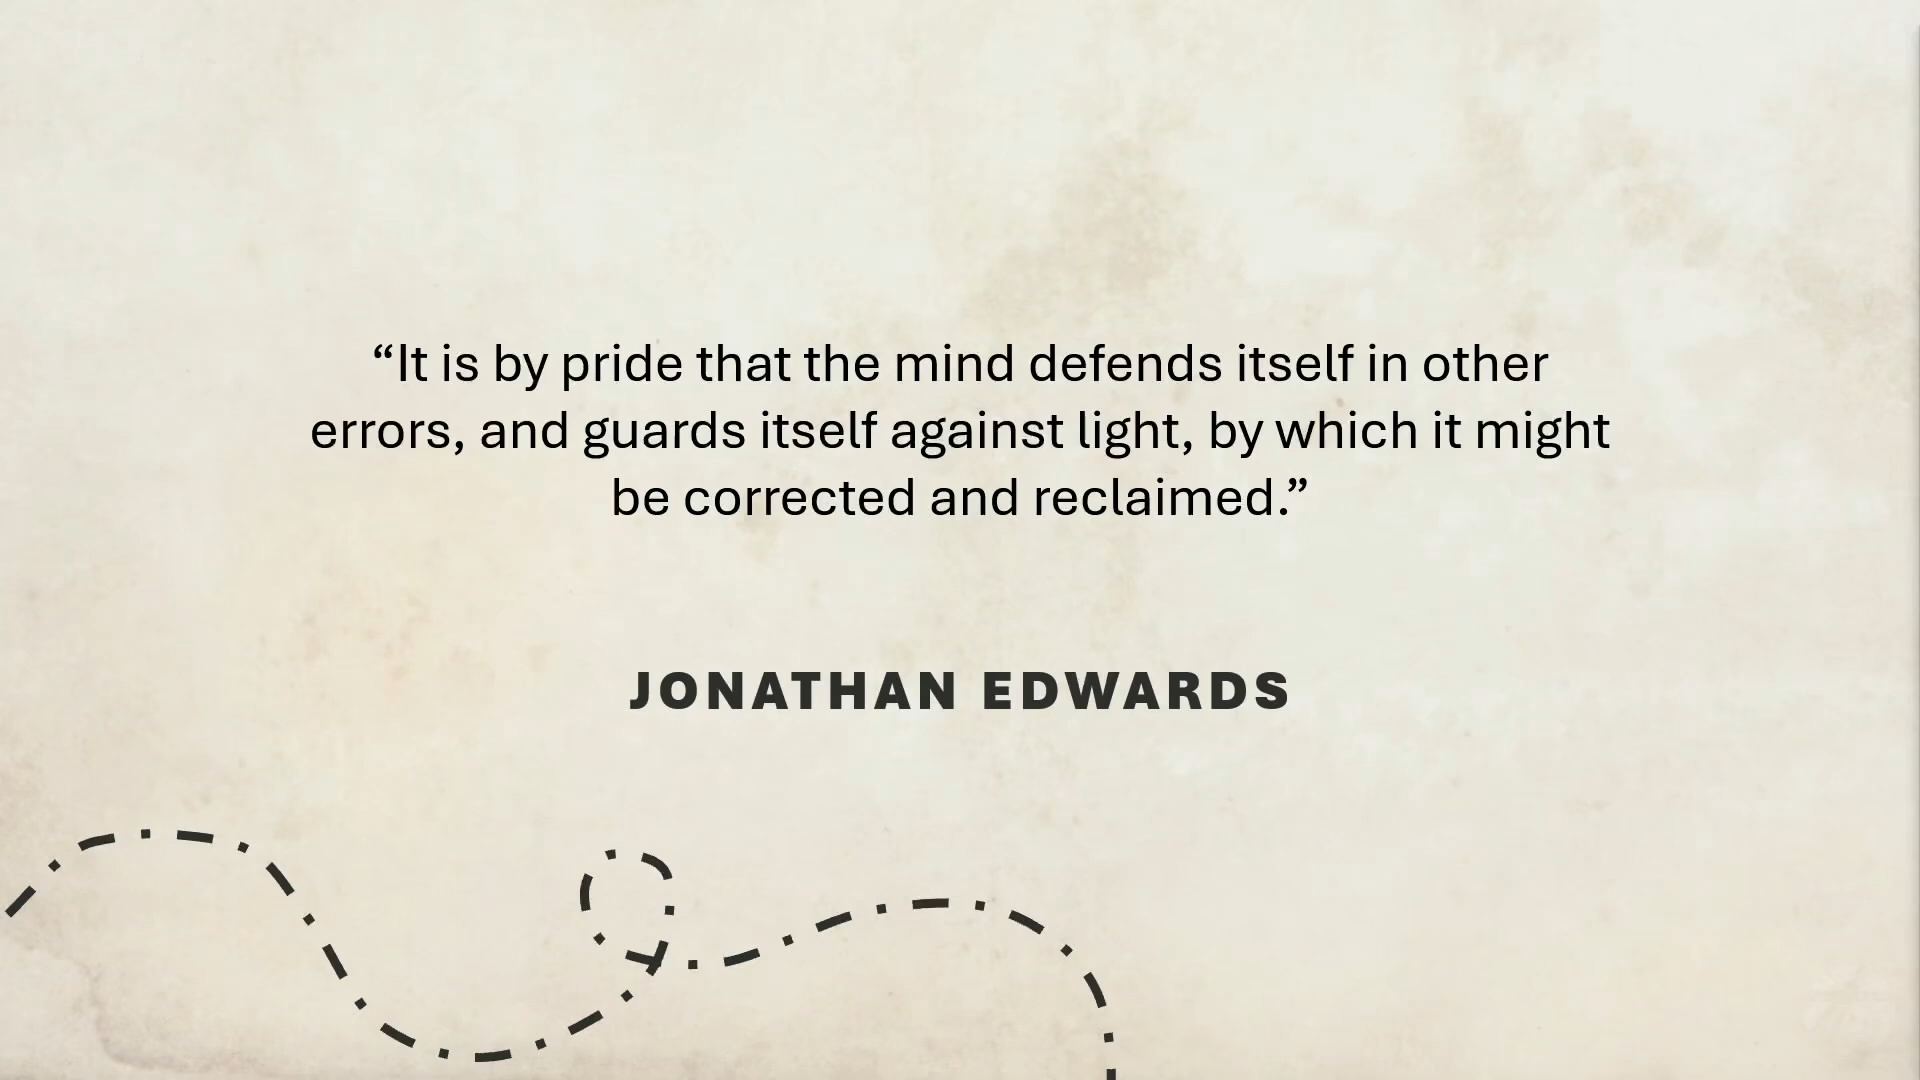 “It is by pride that the mind defends itself in other
errors, and guards itself against light, by which it might
be corrected and reclaimed.”
JONATHAN EDWARDS